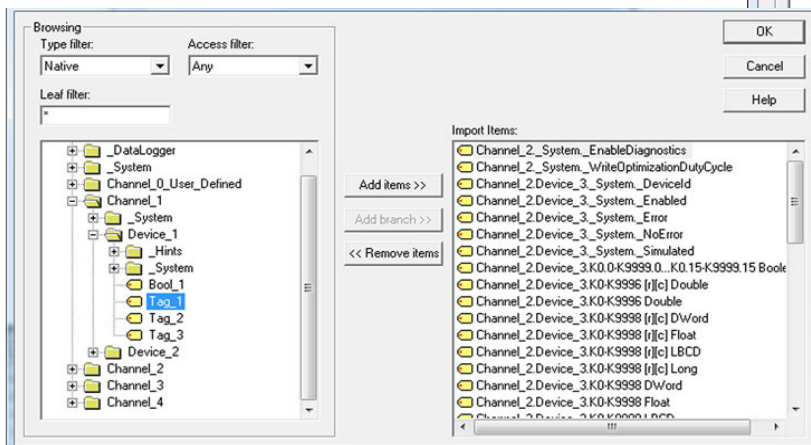 Browsing
Type filter: Access filter:
Native Any
Leaf filter:
*
_DataLogger
_System
Channel_0_User_Defined
Channel_1
_System
Device_1
_Hints
_System
Bool_1
Tag_1
Tag_2
Tag_3
Device_2
Channel_2
Channel_3
Channel_4
Add items >>
Add branch >>
<< Remove items
OK
Cancel
Help
Import Items:
Channel_2._System._EnableDiagnostics
Channel_2._System._WriteOptimizationDutyCycle
Channel_2.Device_3._System._DeviceId
Channel_2.Device_3._System._Enabled
Channel_2.Device_3._System._Error
Channel_2.Device_3._System._NoError
Channel_2.Device_3._System._Simulated
Channel_2.Device_3.K0.0-K9999.0...K0.15-K9999.15 Boole
Channel_2.Device_3.K0-K9996 [r][c] Double
Channel_2.Device_3.K0-K9996 Double
Channel_2.Device_3.K0-K9998 [r][c] DWord
Channel_2.Device_3.K0-K9998 [r][c] Float
Channel_2.Device_3.K0-K9998 [r][c] LBCD
Channel_2.Device_3.K0-K9998 [r][c] Long
Channel_2.Device_3.K0-K9998 DWord
Channel_2.Device_3.K0-K9998 Float
Channel_2.Device_3.K0-K9998 LBCD